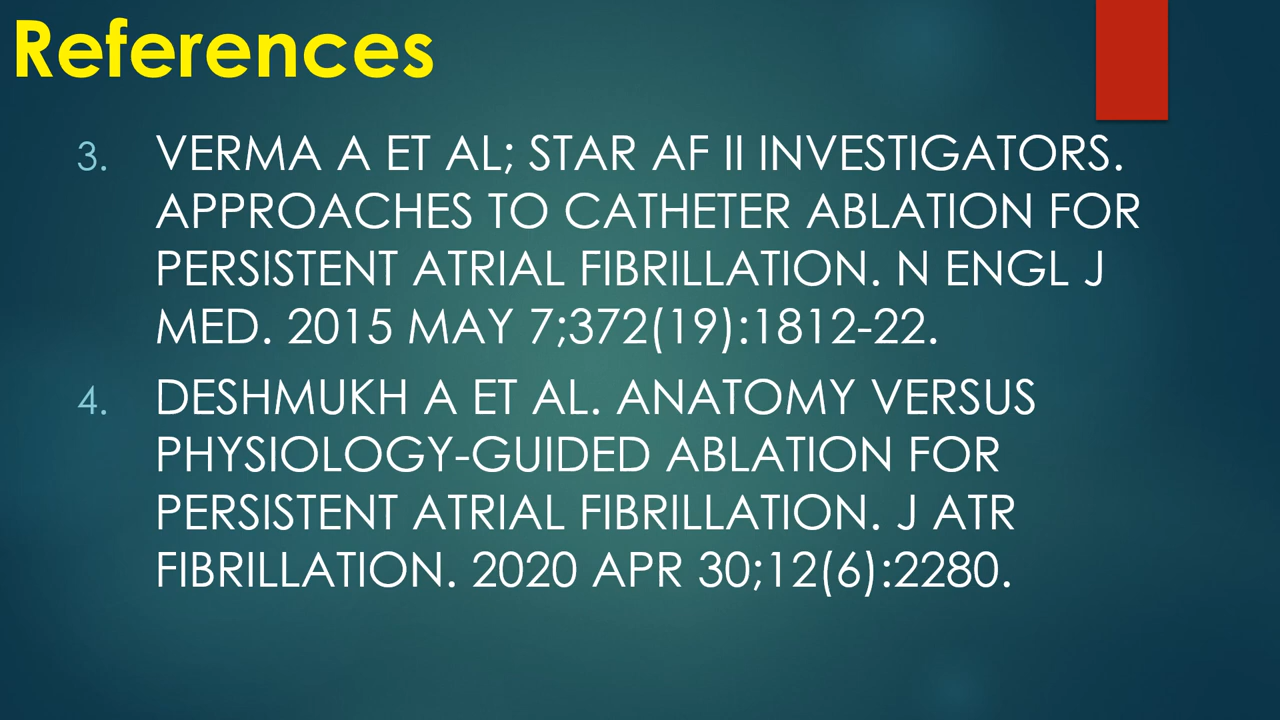 References
3. VERMA A ET AL; STAR AF II INVESTIGATORS.
APPROACHES TO CATHETER ABLATION FOR
PERSISTENT ATRIAL FIBRILLATION. N ENGL J
MED. 2015 MAY 7;372(19):1812-22.
4. DESHMUKH A ET AL. ANATOMY VERSUS
PHYSIOLOGY-GUIDED ABLATION FOR
PERSISTENT ATRIAL FIBRILLATION. J ATR
FIBRILLATION. 2020 APR 30;12(6):2280.